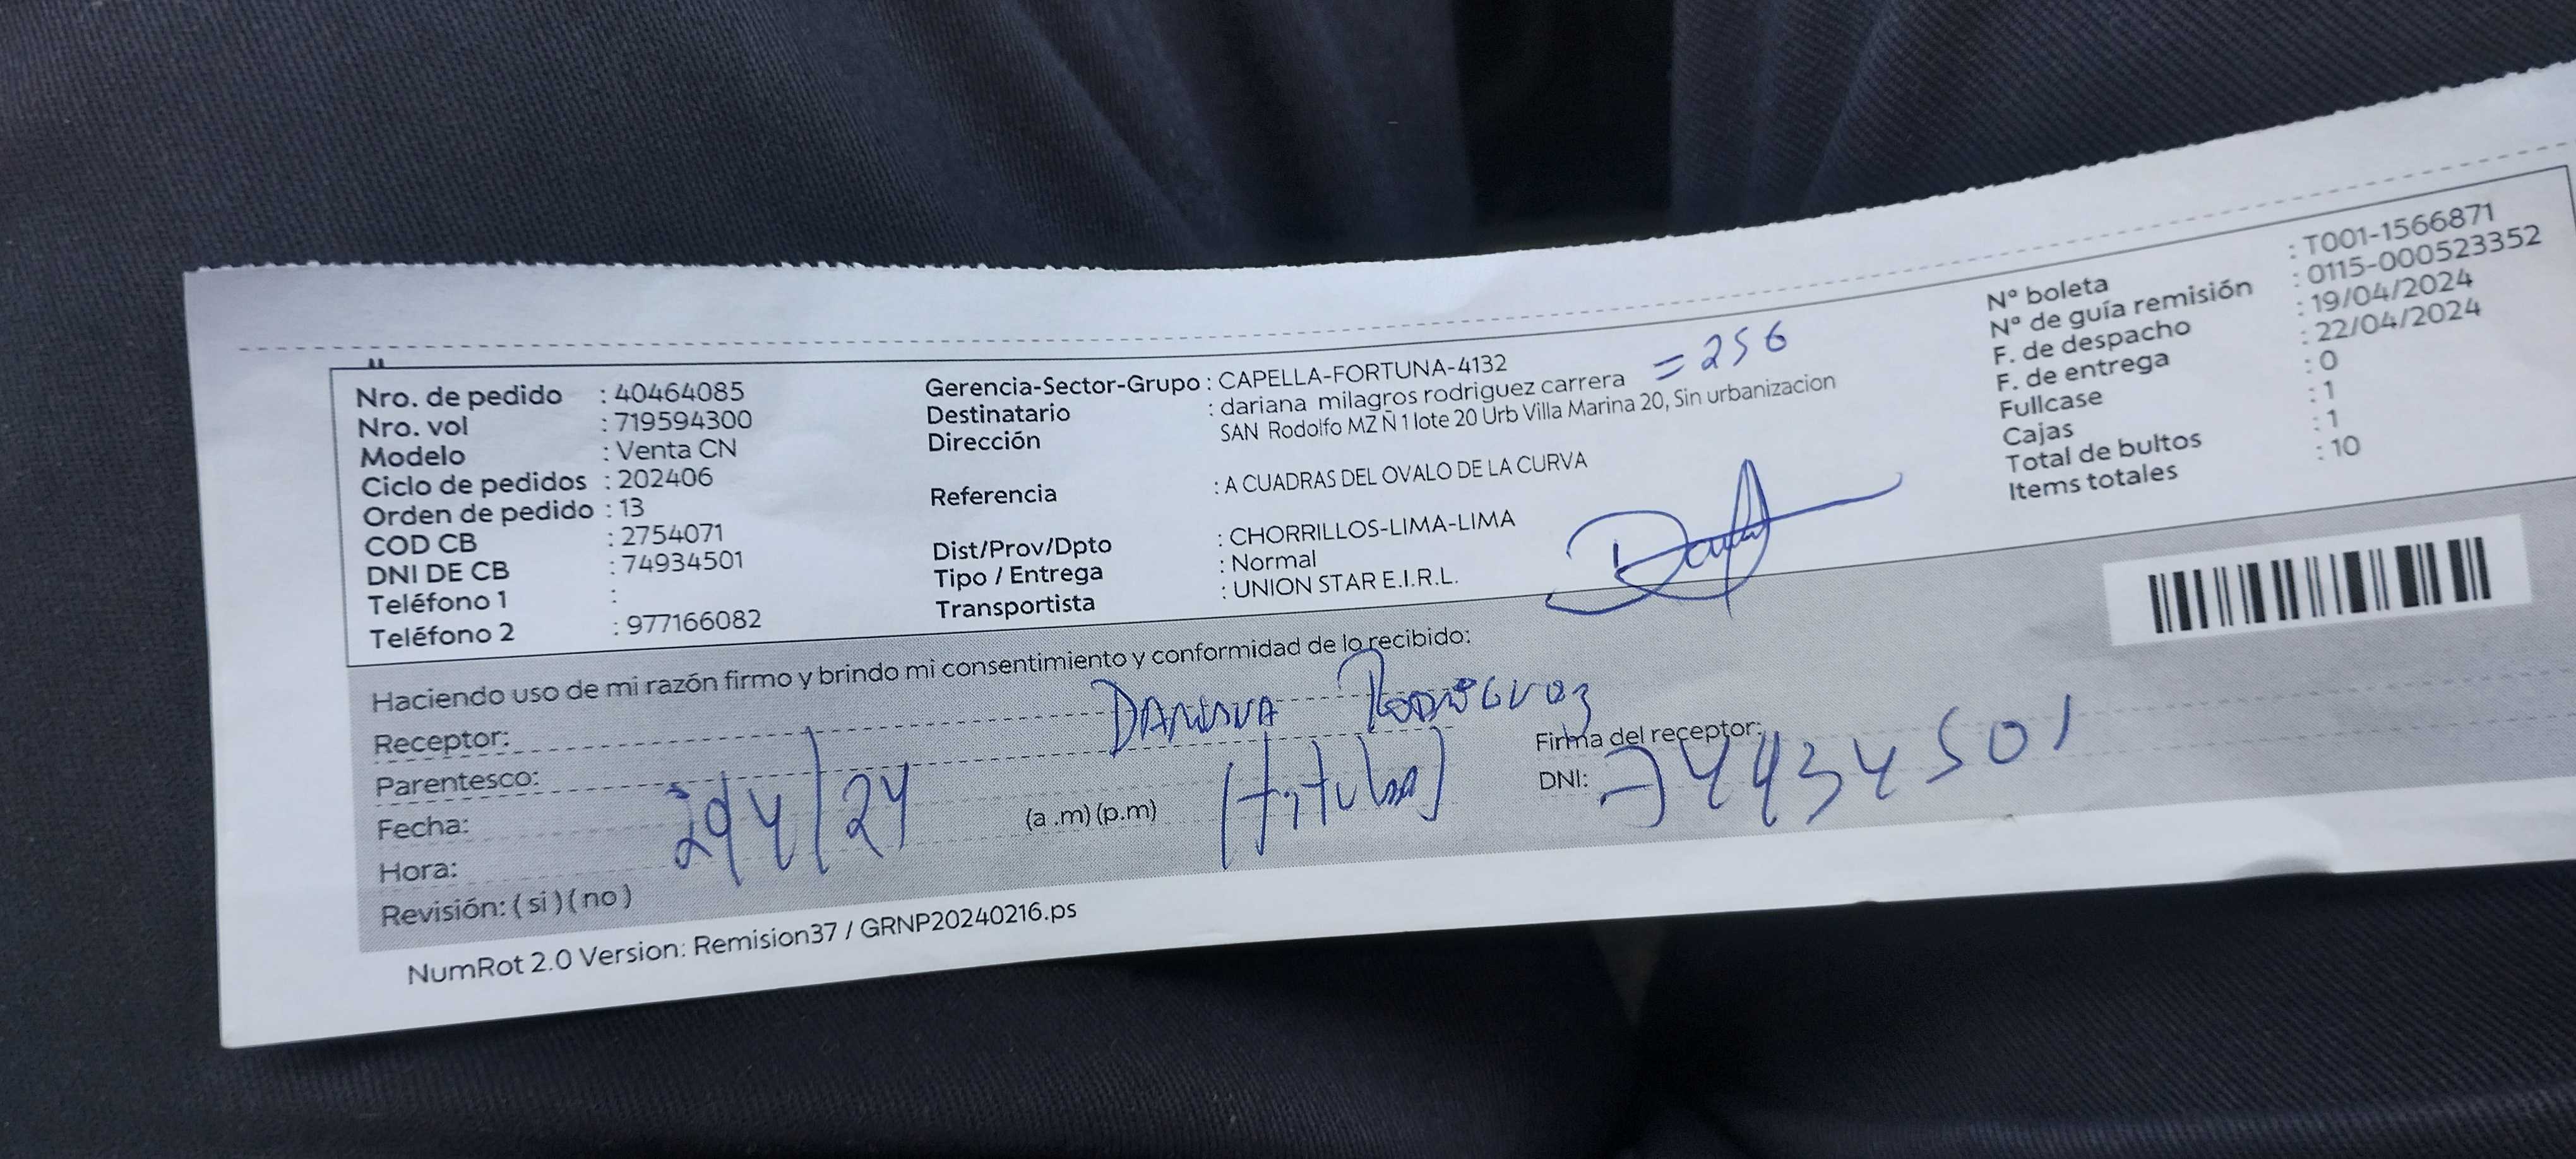 Nro. de pedido : 40464085
Nro. vol : 719594300
Modelo : Venta CN
Ciclo de pedidos : 202406
Orden de pedido : 13
COD CB : 2754071
DNI DE CB : 74934501
Teléfono 1 :
Teléfono 2 : 977166082
Gerencia-Sector-Grupo : CAPELLA-FORTUNA-4132
Destinatario : dariana milagros rodriguez carrera = 256
Dirección SAN Rodolfo MZ Ñ 1 lote 20 Urb Villa Marina 20, Sin urbanizacion
Referencia : A CUADRAS DEL OVALO DE LA CURVA
Dist/Prov/Dpto : CHORRILLOS-LIMA-LIMA
Tipo / Entrega : Normal
Transportista : UNION STAR E.I.R.L.
N° boleta : T001-1566871
N° de guía remisión : 0115-000523352
F. de despacho : 19/04/2024
F. de entrega : 22/04/2024
Fullcase : 0
Cajas : 1
Total de bultos : 1
Items totales : 10
Haciendo uso de mi razón firmo y brindo mi consentimiento y conformidad de lo recibido:
Receptor:
Parentesco: (titular)
Fecha:
Hora: (a .m) (p.m)
Revisión: ( si ) ( no )
Firma del receptor:
DNI:
NumRot 2.0 Version: Remision37 / GRNP20240216.ps